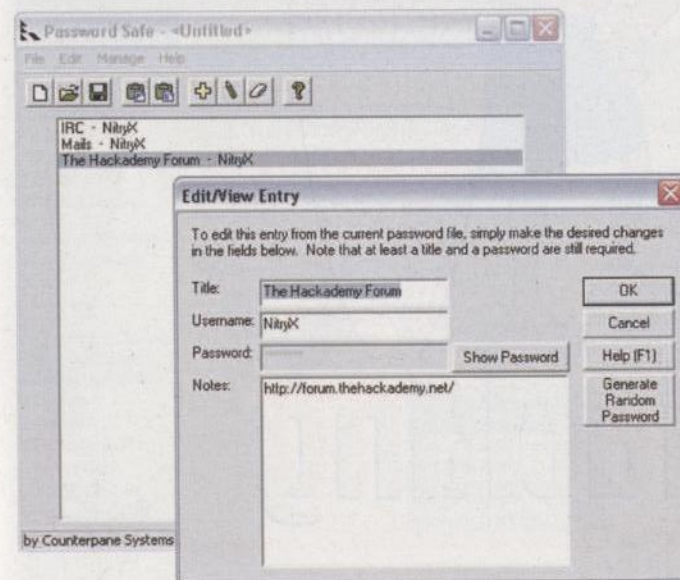 Password Safe - <Untitled>
File Edit Manage Help
IRC - NitryX
Mails - NitryX
The Hackademy Forum - NitryX
Edit/View Entry
To edit this entry from the current password file, simply make the desired changes
in the fields below. Note that at least a title and a password are still required.
Title: The Hackademy Forum
OK
Username: NitryX
Cancel
Password:
Show Password
Help (F1)
Notes: http://forum.thehackademy.net/
Generate
Random
Password
by Counterpane Systems